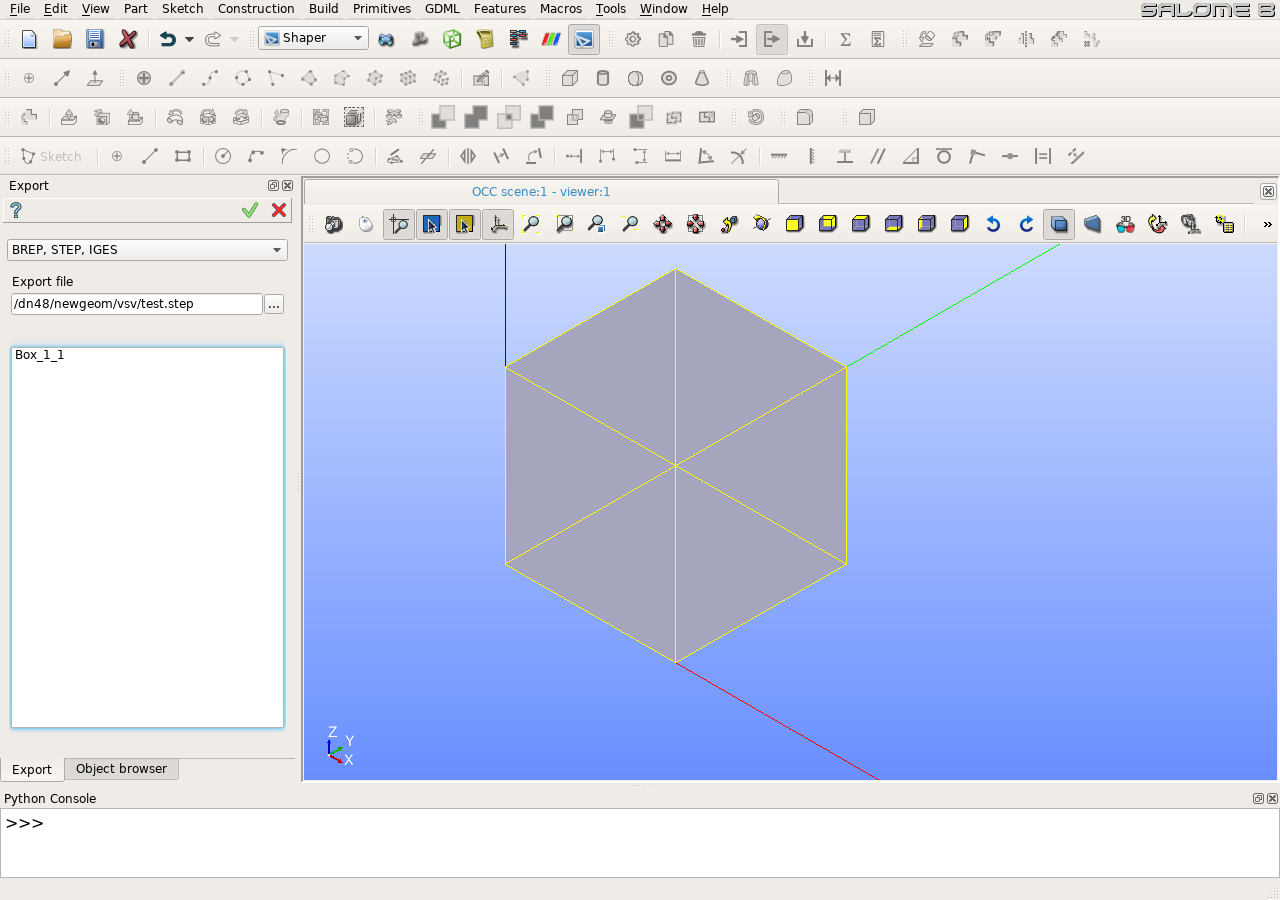 File Edit View Part Sketch Construction Build Primitives GDML Features Macros Tools Window Help
SALOME 8
Shaper
Sketch
Export
OCC scene:1 - viewer:1
?
3D
»
BREP, STEP, IGES
Export file
/dn48/newgeom/vsv/test.step
...
Box_1_1
Z
Y
X
Export Object browser
Python Console
>>>